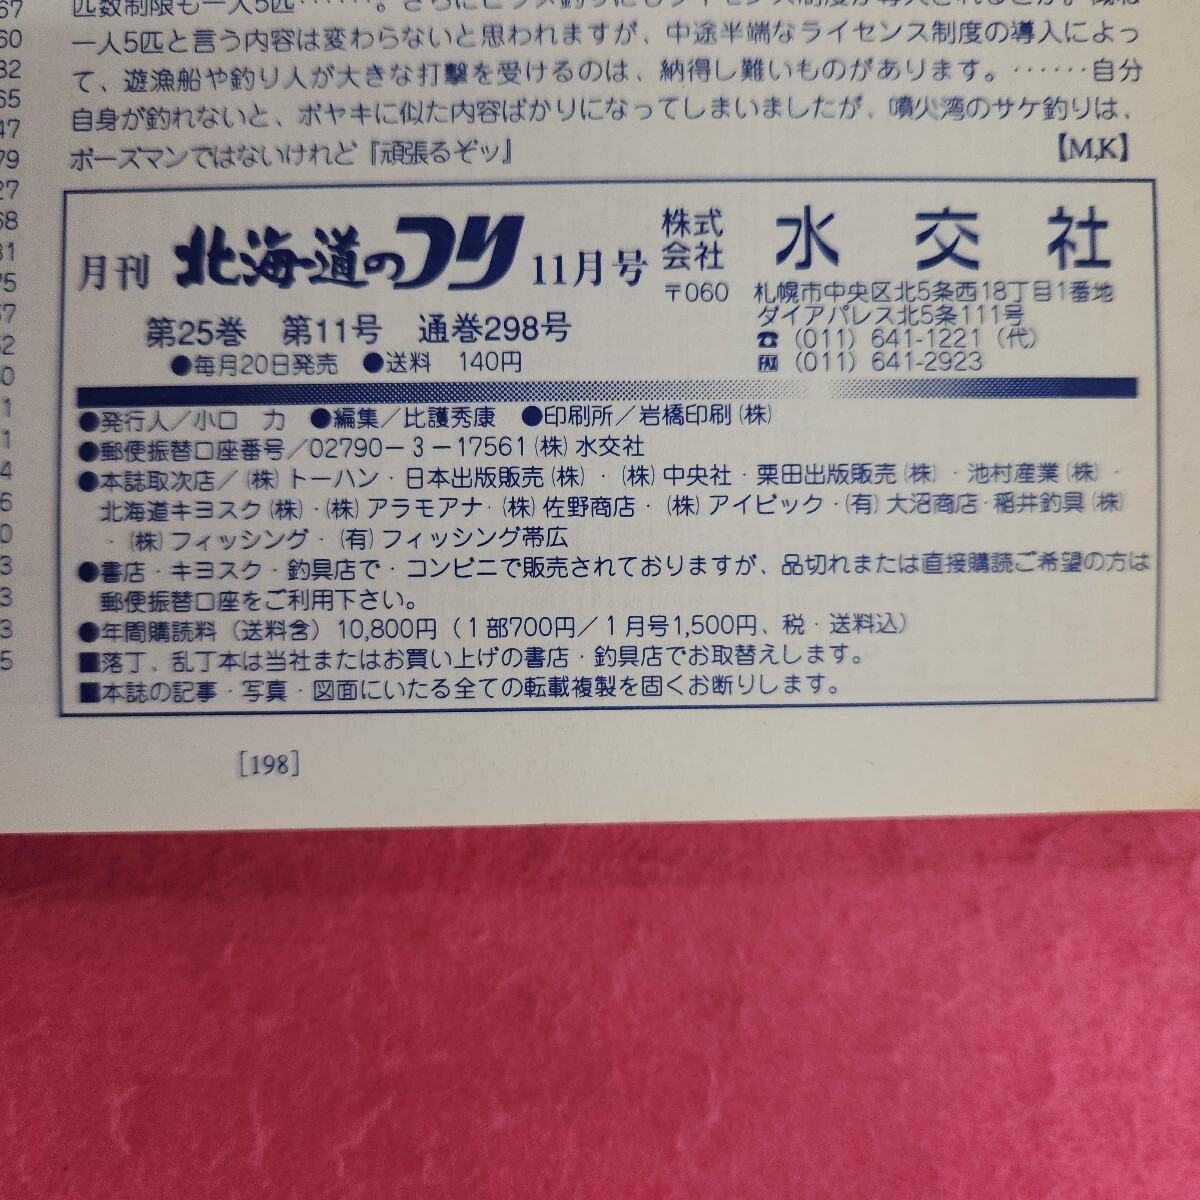 匹数制限も一人5匹‥‥‥。さらに
一人5匹と言う内容は変わらないと思われますが、中途半端なライセンス制度の導入によっ
て、遊漁船や釣り人が大きな打撃を受けるのは、納得し難いものがあります。‥‥‥自分
自身が釣れないと、ボヤキに似た内容ばかりになってしまいましたが、噴火湾のサケ釣りは、
ボーズマンではないけれど『頑張るぞッ』
【M,K】
月刊 北海道のつり 11月号
第25巻 第11号 通巻298号
●毎月20日発売 ●送料 140円
株式会社 水交社
〒060 札幌市中央区北5条西18丁目1番地
ダイアパレス北5条111号
☎ (011) 641-1221 (代)
FAX (011) 641-2923
●発行人／小口 力 ●編集／比護秀康 ●印刷所／岩橋印刷(株)
●郵便振替口座番号／02790－3－17561(株)水交社
●本誌取次店／(株)トーハン・日本出版販売(株)・(株)中央社・栗田出版販売(株)・池村産業(株)・
北海道キヨスク(株)・(株)アラモアナ・(株)佐野商店・(株)アイビック・(有)大沼商店・稲井釣具(株)
・(株)フィッシング・(有)フィッシング帯広
●書店・キヨスク・釣具店で・コンビニで販売されておりますが、品切れまたは直接購読ご希望の方は
郵便振替口座をご利用下さい。
●年間購読料（送料含）10,800円（1部700円／1月号1,500円、税・送料込）
■落丁、乱丁本は当社またはお買い上げの書店・釣具店でお取替えします。
■本誌の記事・写真・図面にいたる全ての転載複製を固くお断りします。
[198]